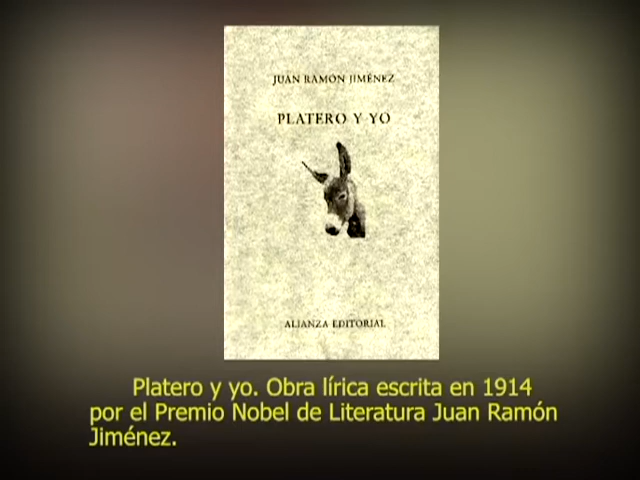 JUAN RAMÓN JIMÉNEZ
PLATERO Y YO
ALIANZA EDITORIAL
Platero y yo. Obra lírica escrita en 1914
por el Premio Nobel de Literatura Juan Ramón
Jiménez.